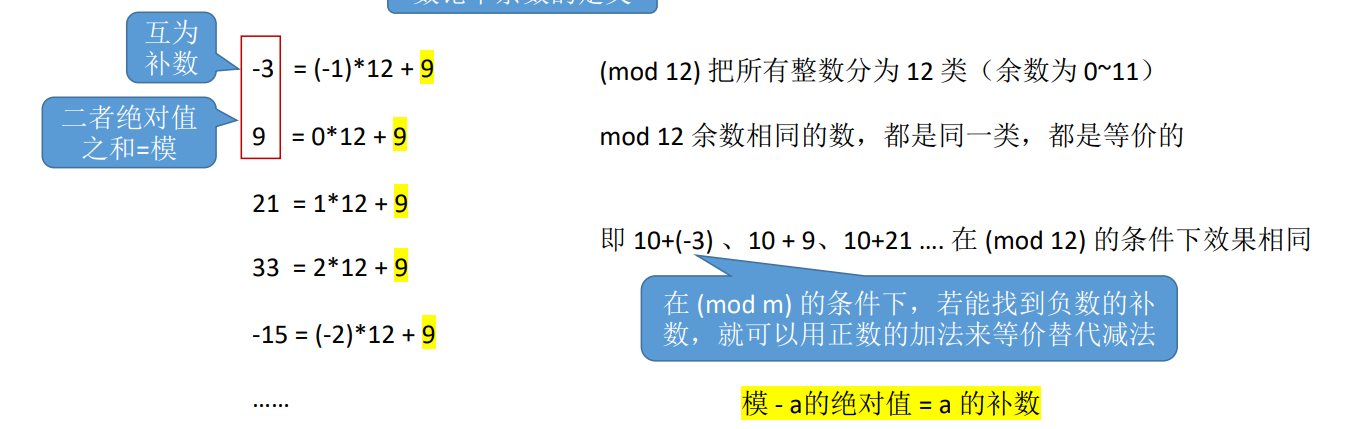 互为
补数
-3 = (-1)*12 + 9
(mod 12) 把所有整数分为 12 类（余数为 0~11）
二者绝对值
之和=模
9 = 0*12 + 9
mod 12 余数相同的数，都是同一类，都是等价的
21 = 1*12 + 9
即 10+(-3) 、10 + 9、10+21 .... 在 (mod 12) 的条件下效果相同
33 = 2*12 + 9
在 (mod m) 的条件下，若能找到负数的补
数，就可以用正数的加法来等价替代减法
-15 = (-2)*12 + 9
……
模 - a的绝对值 = a 的补数